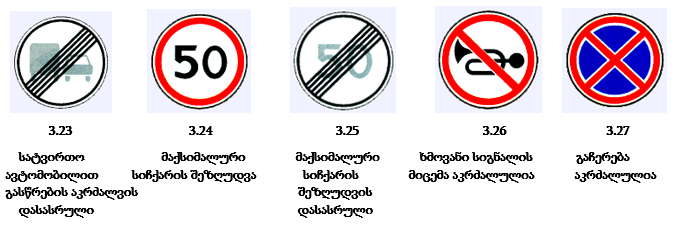 50 50
3.23 3.24 3.25 3.26 3.27
სატვირთო მაქსიმალური მაქსიმალური ხმოვანი სიგნალის გაჩერება
ავტომობილით სიჩქარის შეზღუდვა სიჩქარის მიცემა აკრძალულია აკრძალულია
გასწრების აკრძალვის შეზღუდვის
დასასრული დასასრული